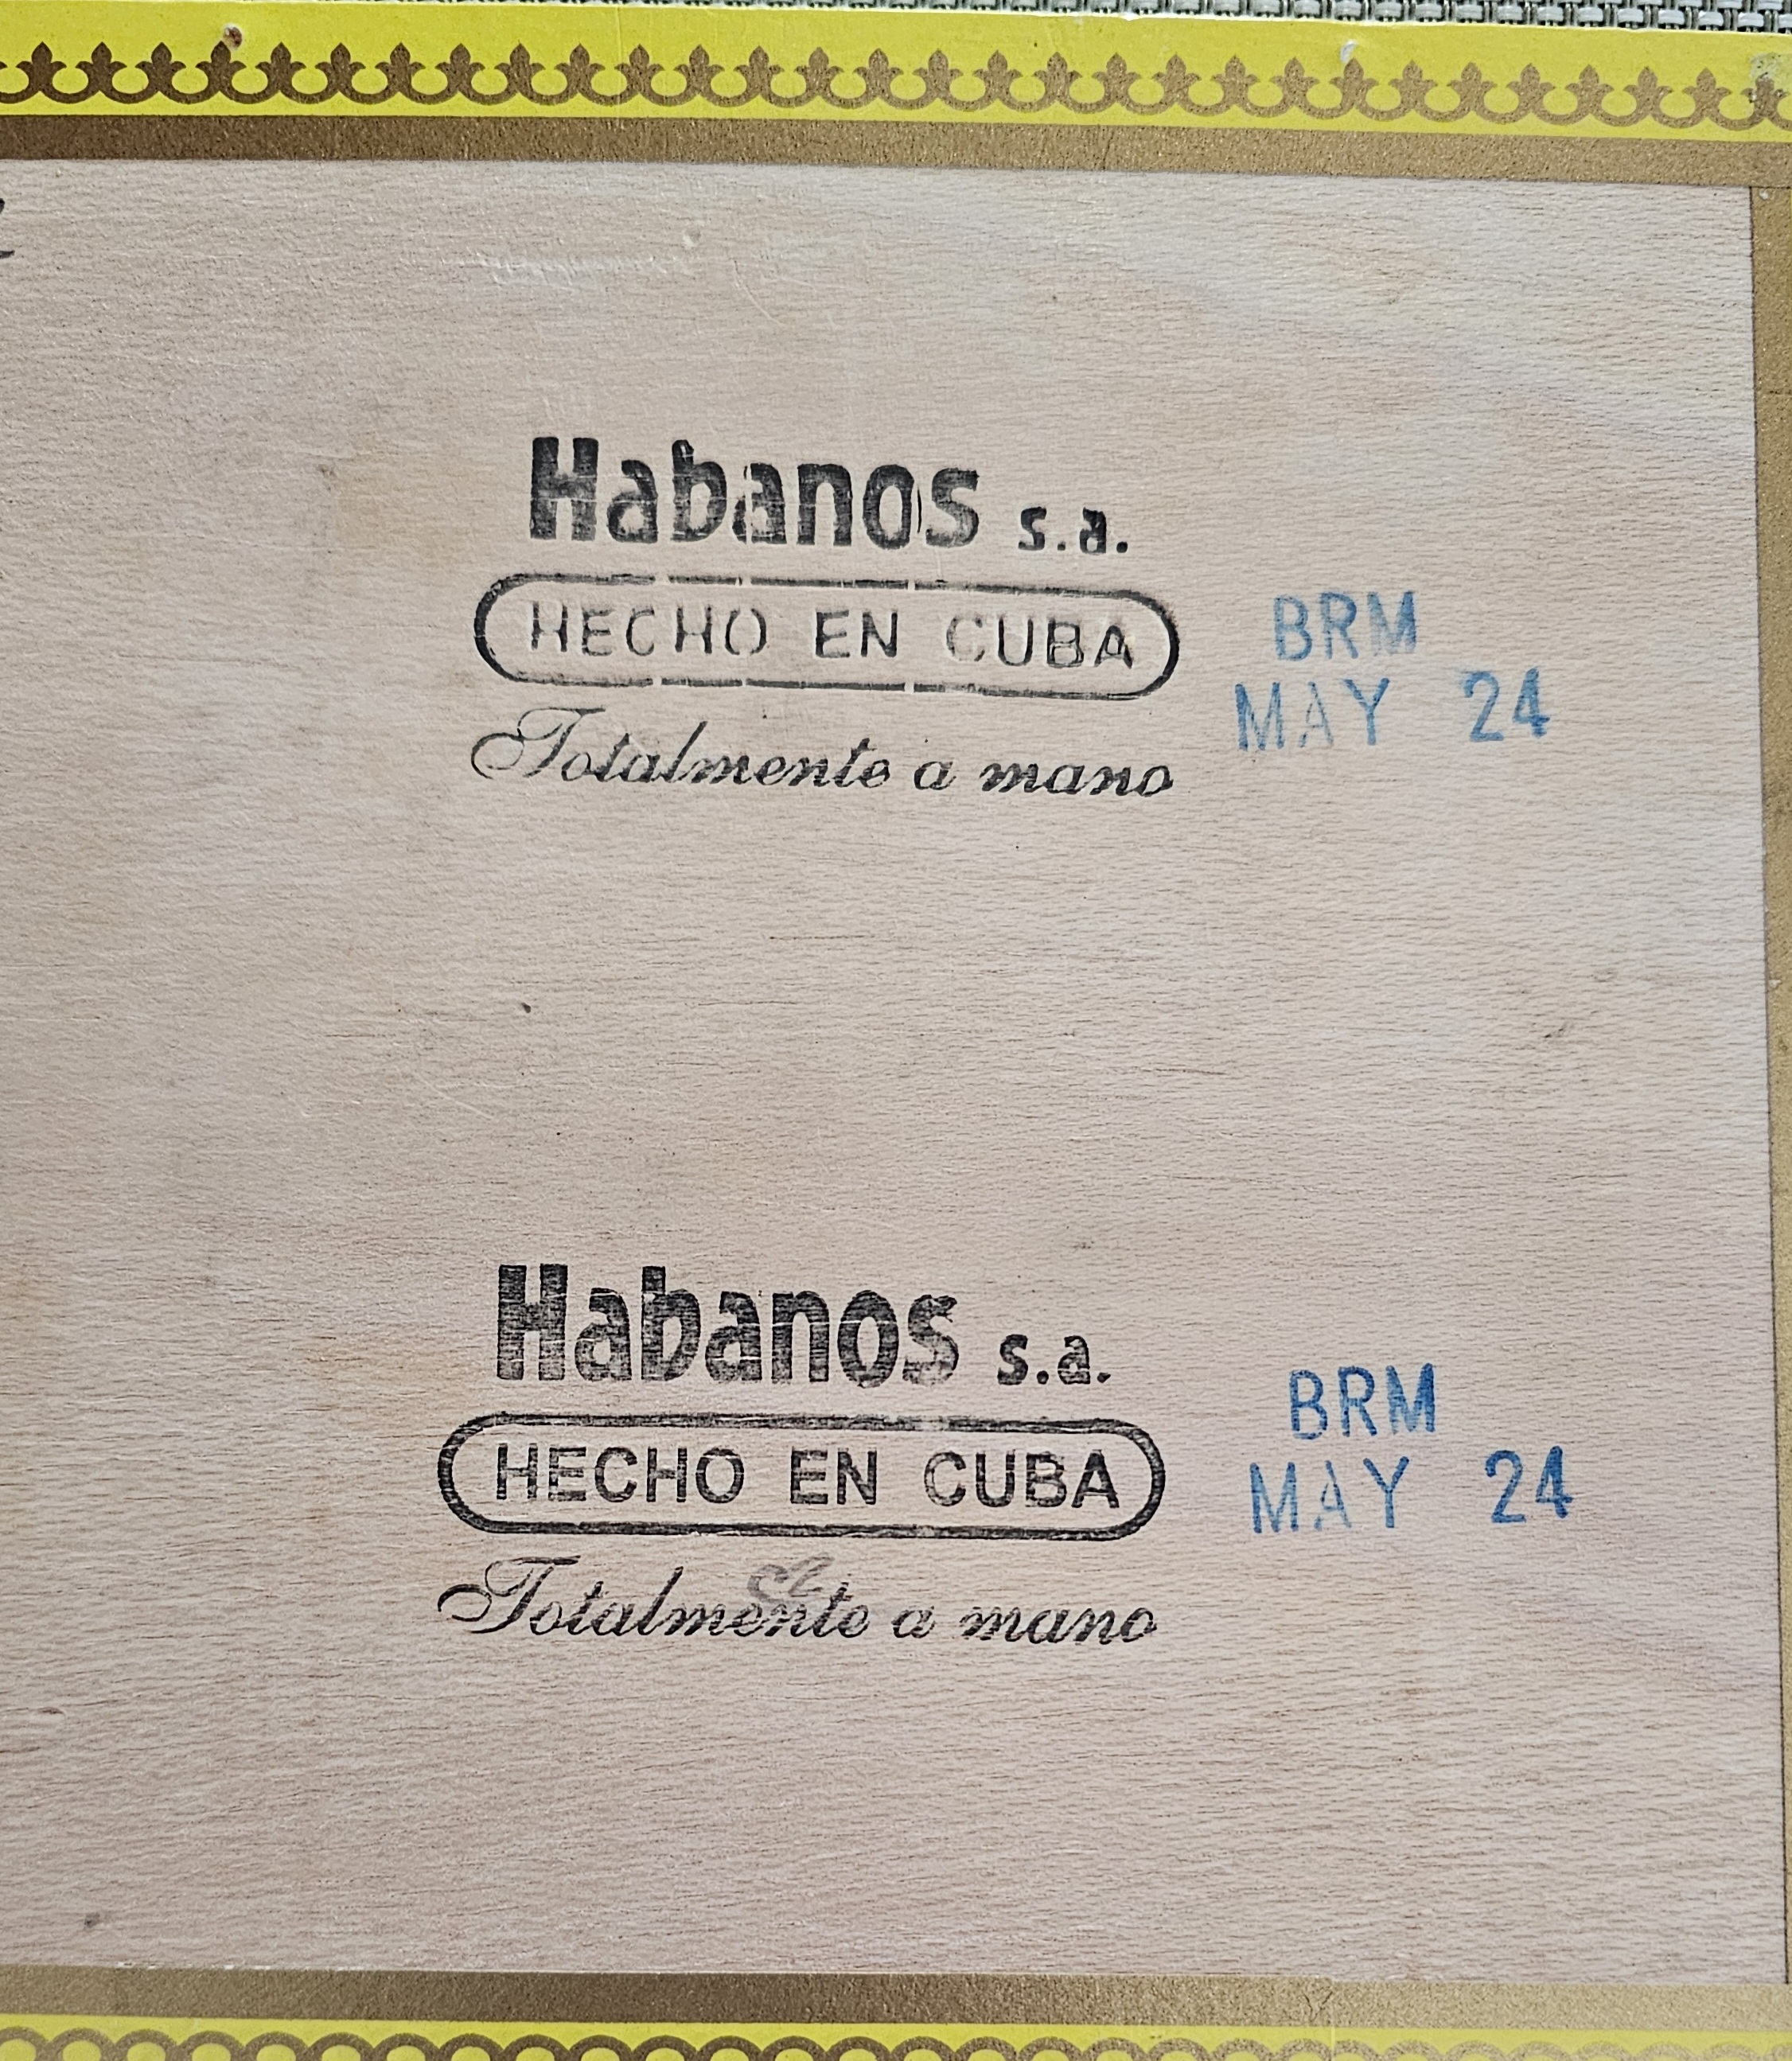 Habanos s.a.
HECHO EN CUBA
Totalmente a mano
BRM
MAY 24
Habanos s.a.
HECHO EN CUBA
Totalmente a mano
BRM
MAY 24